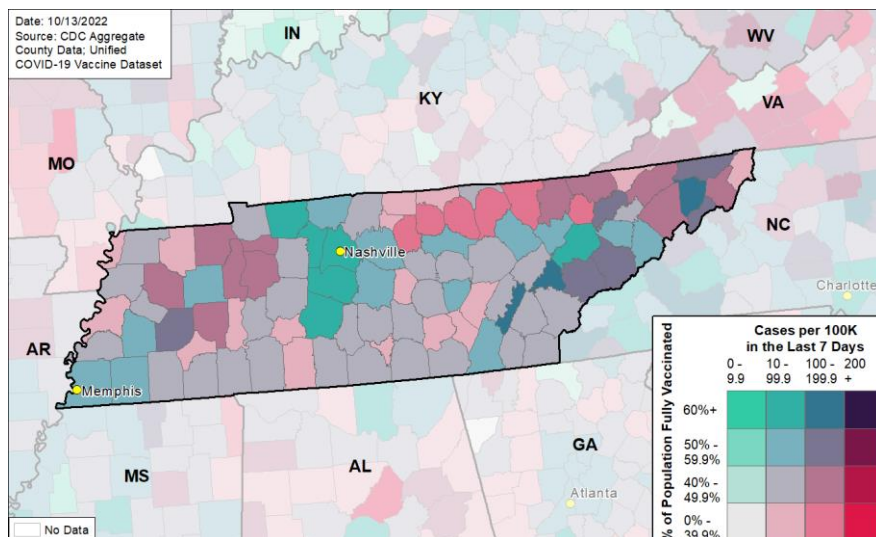 Date: 10/13/2022
Source: CDC Aggregate
County Data; Unified
COVID-19 Vaccine Dataset
IN
WV
KY
VA
MO
Nashville
NC
Charlotte
AR
Memphis
MS
AL
GA
Atlanta
No Data
Cases per 100K
in the Last 7 Days
0 -
9.9
10 -
99.9
100 -
199.9
200
+
% of Population Fully Vaccinated
60%+
50% -
59.9%
40% -
49.9%
0% -
39.9%